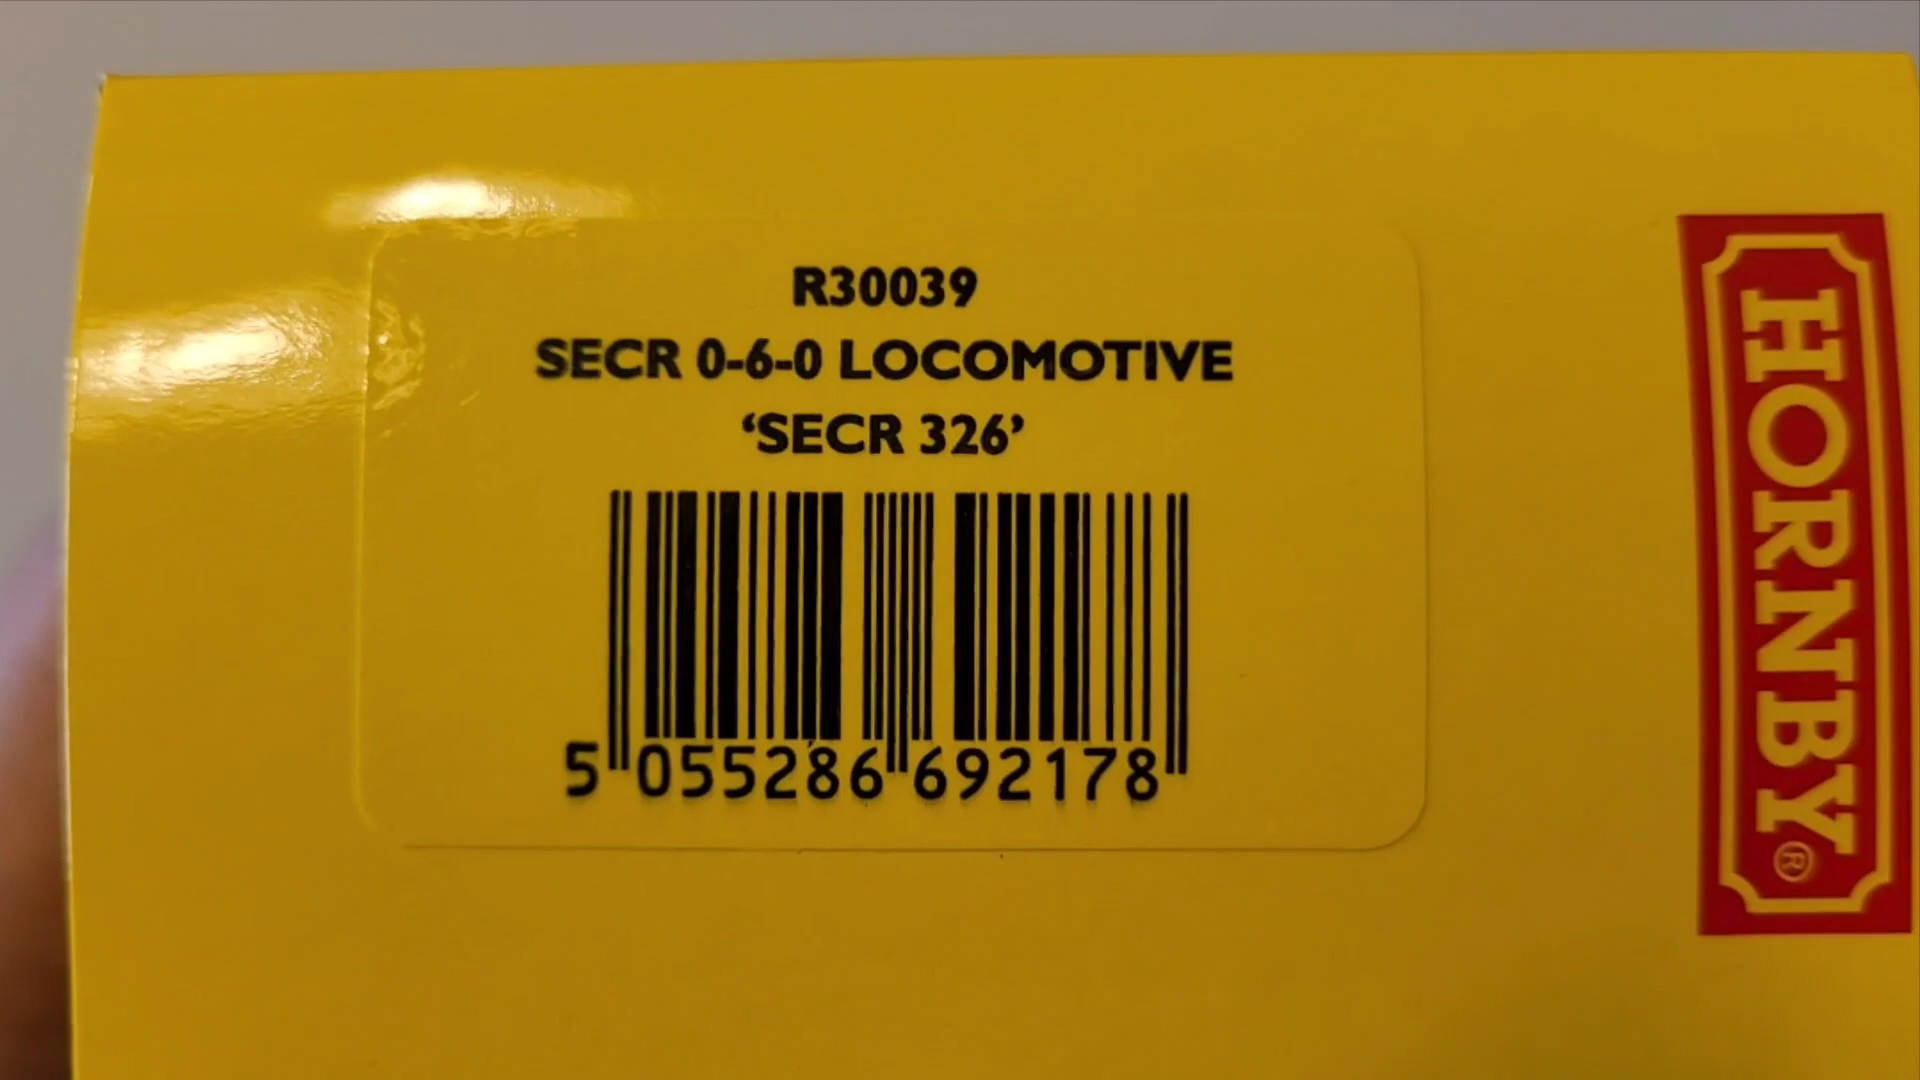 R30039
SECR 0-6-0 LOCOMOTIVE
‘SECR 326’
5 055286 692178
HORNBY®